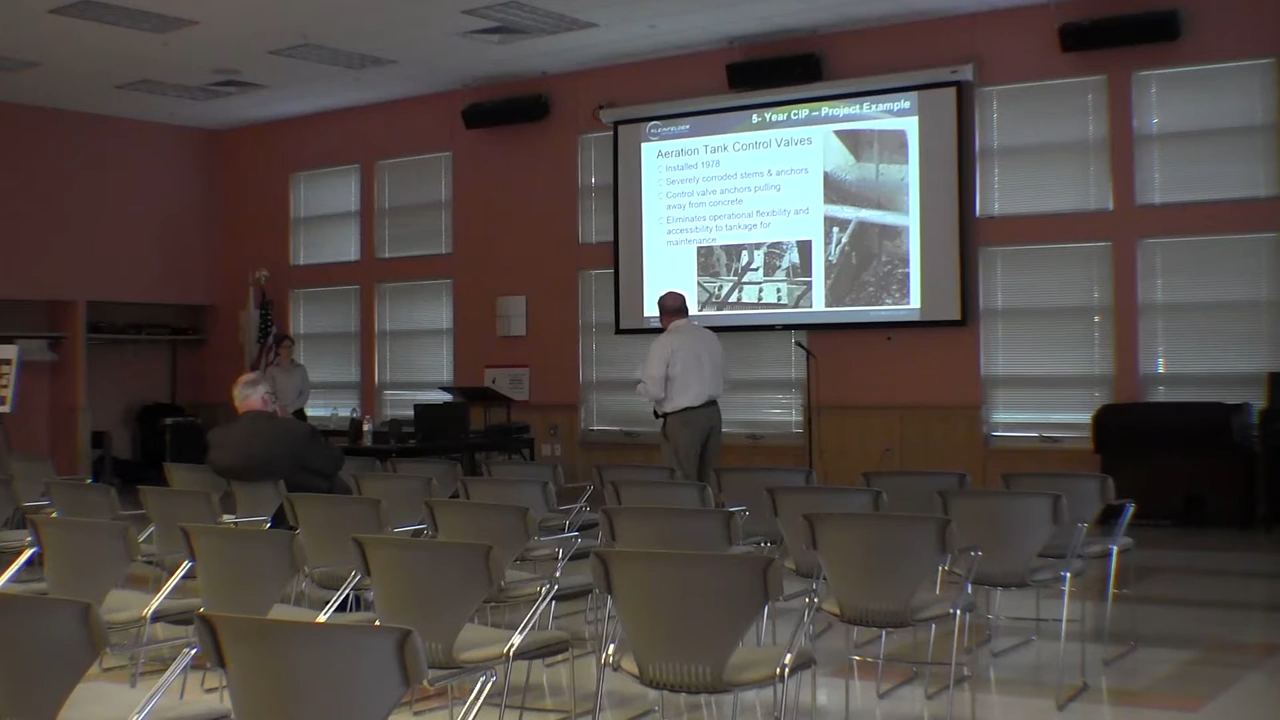 5- Year CIP – Project Example
KLEINFELDER
Aeration Tank Control Valves
Installed 1978
Severely corroded stems & anchors
Control valve anchors pulling
away from concrete
Eliminates operational flexibility and
accessibility to tankage for
maintenance